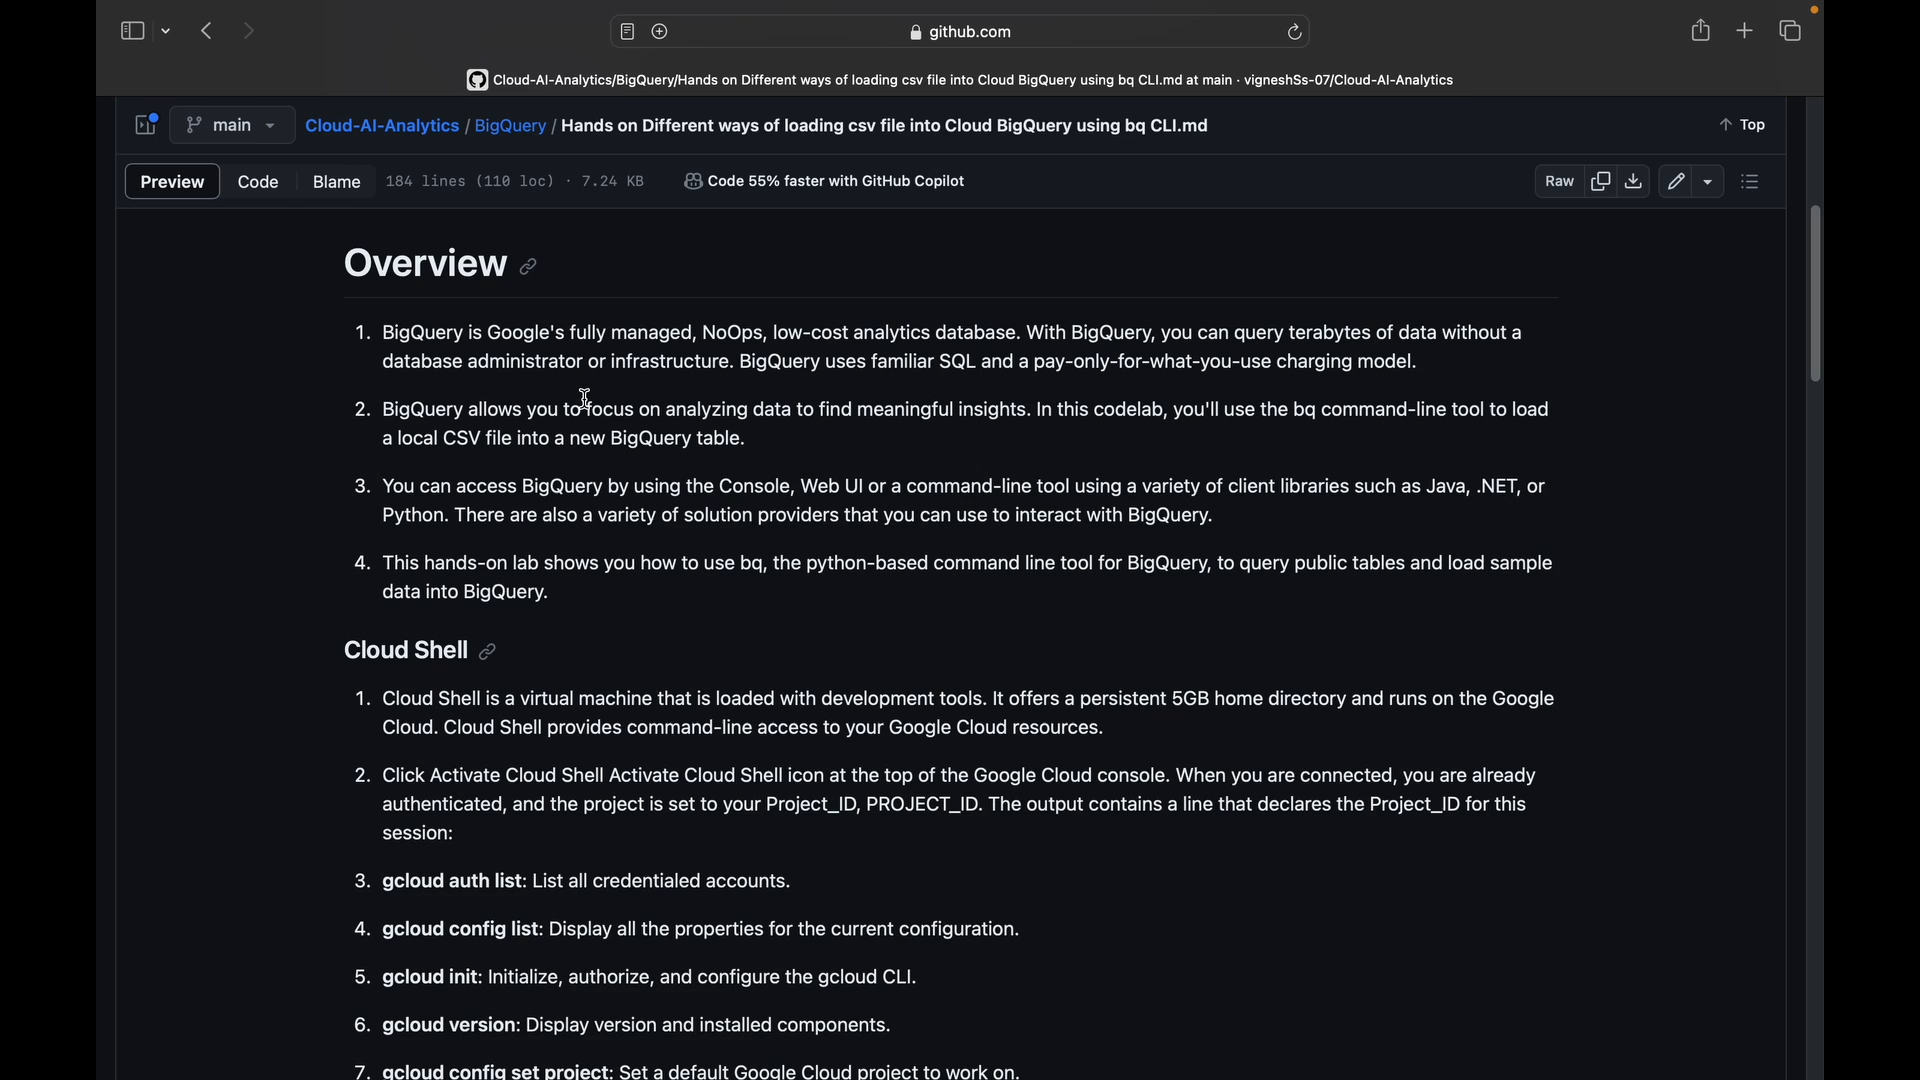 github.com
Cloud-AI-Analytics/BigQuery/Hands on Different ways of loading csv file into Cloud BigQuery using bq CLI.md at main · vigneshSs-07/Cloud-AI-Analytics
main
Cloud-AI-Analytics / BigQuery / Hands on Different ways of loading csv file into Cloud BigQuery using bq CLI.md
Top
Preview Code Blame 184 lines (110 loc) · 7.24 KB Code 55% faster with GitHub Copilot Raw
Overview
1. BigQuery is Google's fully managed, NoOps, low-cost analytics database. With BigQuery, you can query terabytes of data without a
database administrator or infrastructure. BigQuery uses familiar SQL and a pay-only-for-what-you-use charging model.
2. BigQuery allows you to focus on analyzing data to find meaningful insights. In this codelab, you'll use the bq command-line tool to load
a local CSV file into a new BigQuery table.
3. You can access BigQuery by using the Console, Web UI or a command-line tool using a variety of client libraries such as Java, .NET, or
Python. There are also a variety of solution providers that you can use to interact with BigQuery.
4. This hands-on lab shows you how to use bq, the python-based command line tool for BigQuery, to query public tables and load sample
data into BigQuery.
Cloud Shell
1. Cloud Shell is a virtual machine that is loaded with development tools. It offers a persistent 5GB home directory and runs on the Google
Cloud. Cloud Shell provides command-line access to your Google Cloud resources.
2. Click Activate Cloud Shell Activate Cloud Shell icon at the top of the Google Cloud console. When you are connected, you are already
authenticated, and the project is set to your Project_ID, PROJECT_ID. The output contains a line that declares the Project_ID for this
session:
3. gcloud auth list: List all credentialed accounts.
4. gcloud config list: Display all the properties for the current configuration.
5. gcloud init: Initialize, authorize, and configure the gcloud CLI.
6. gcloud version: Display version and installed components.
7. gcloud config set project: Set a default Google Cloud project to work on.